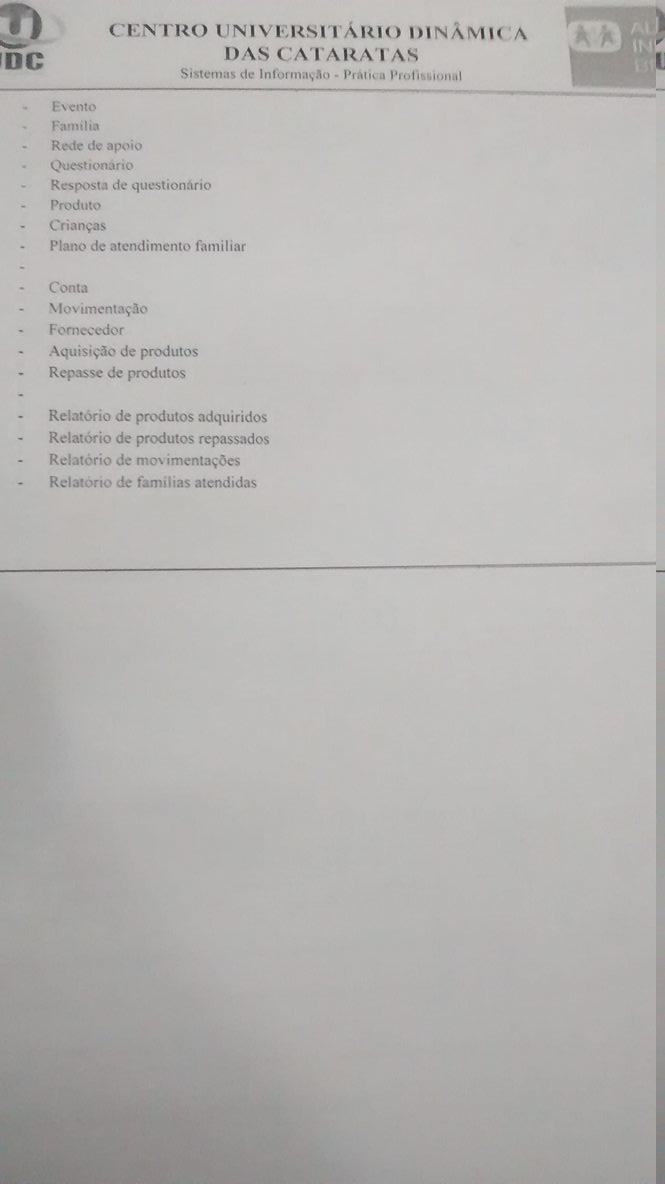 UDC
CENTRO UNIVERSITÁRIO DINÂMICA
DAS CATARATAS
Sistemas de Informação - Prática Profissional
- Evento
- Família
- Rede de apoio
- Questionário
- Resposta de questionário
- Produto
- Crianças
- Plano de atendimento familiar
-
- Conta
- Movimentação
- Fornecedor
- Aquisição de produtos
- Repasse de produtos
-
- Relatório de produtos adquiridos
- Relatório de produtos repassados
- Relatório de movimentações
- Relatório de famílias atendidas